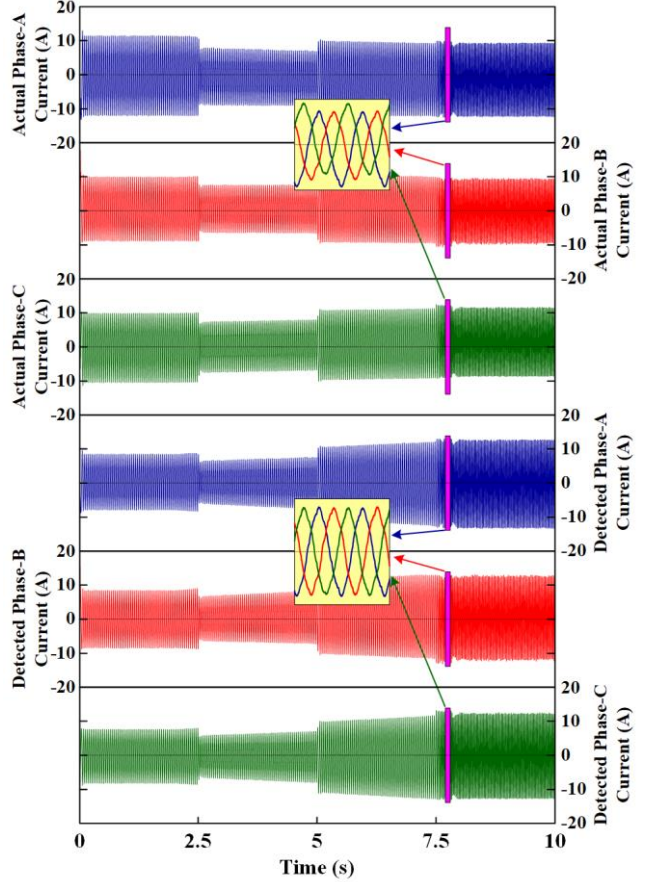 Actual Phase-A
Current (A)
20
10
0
-10
-20
20
10
0
-10
-20
Actual Phase-B
Current (A)
Actual Phase-C
Current (A)
20
10
0
-10
-20
20
10
0
-10
-20
Detected Phase-A
Current (A)
Detected Phase-B
Current (A)
20
10
0
-10
-20
20
10
0
-10
-20
Detected Phase-C
Current (A)
0 2.5 5 7.5 10
Time (s)